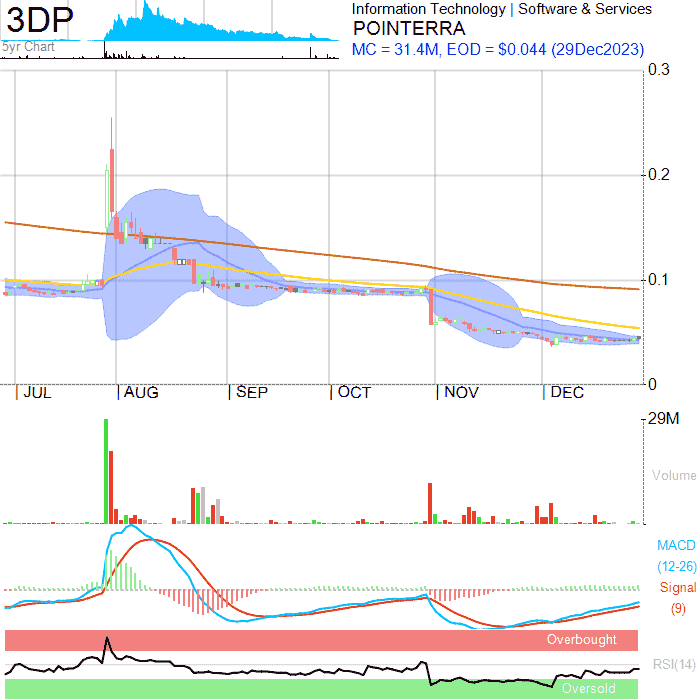 3DP
5yr Chart
Information Technology | Software & Services
POINTERRA
MC = 31.4M, EOD = $0.044 (29Dec2023)
0.3
0.2
0.1
0
JUL
AUG
SEP
OCT
NOV
DEC
29M
Volume
MACD
(12-26)
Signal
(9)
Overbought
RSI(14)
Oversold